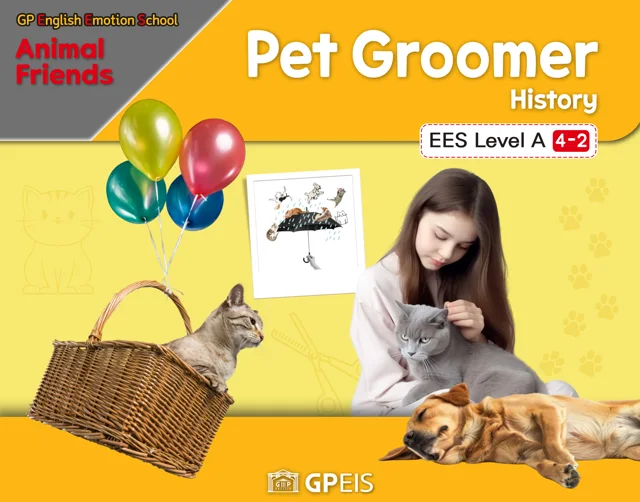 GP English Emotion School
Animal
Friends
Pet Groomer
History
EES Level A 4-2
GPEIS